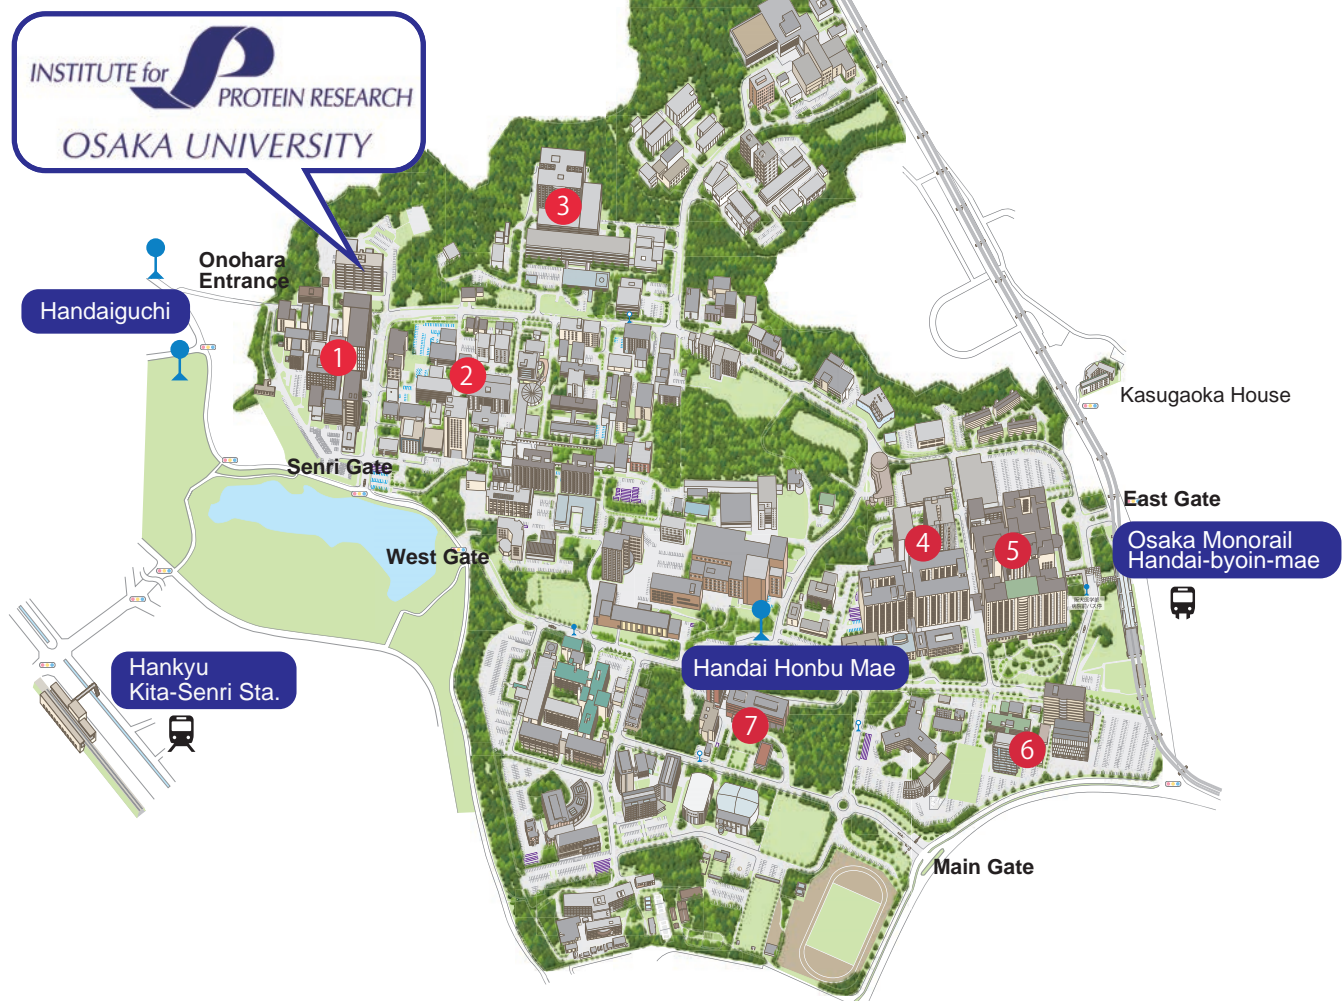 INSTITUTE for
PROTEIN RESEARCH
OSAKA UNIVERSITY
3
Onohara
Entrance
Handaiguchi
1
2
Kasugaoka House
Senri Gate
East Gate
West Gate
4
5
Osaka Monorail
Handai-byoin-mae
Hankyu
Kita-Senri Sta.
Handai Honbu Mae
7
6
Main Gate